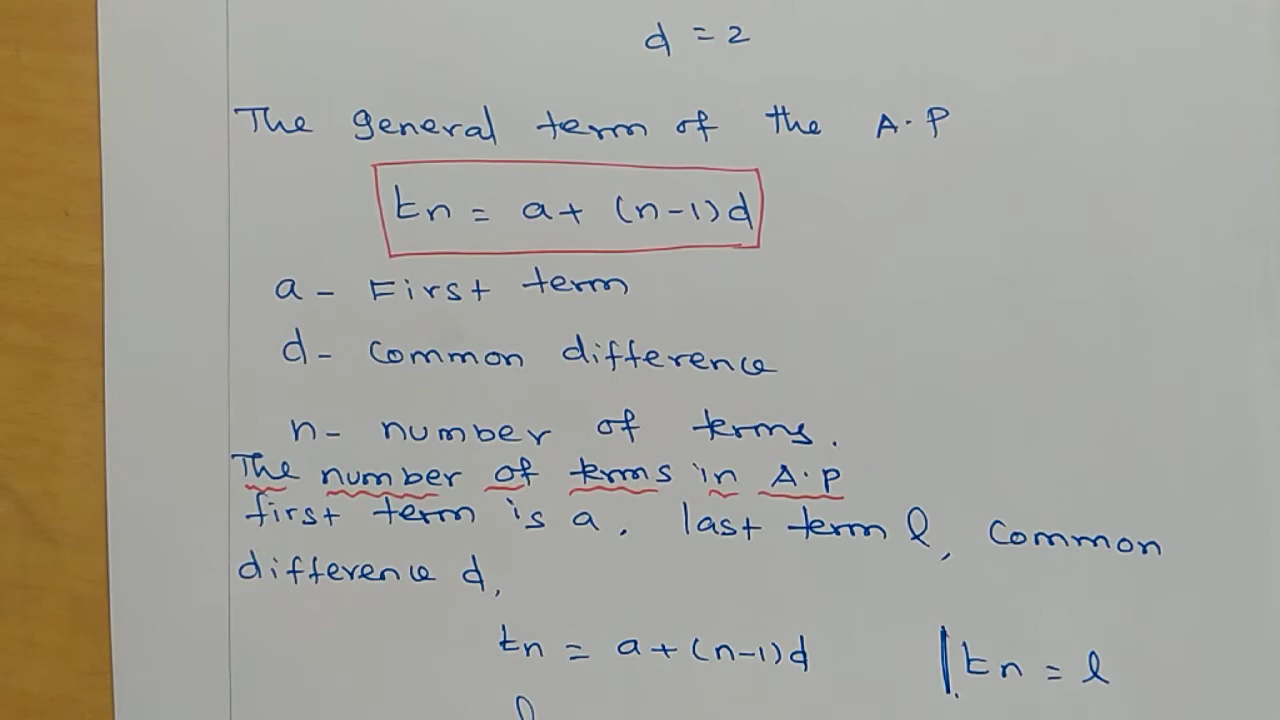 d = 2
The general term of the A.P
tn = a + (n-1)d
a - First term
d - Common difference
n - number of terms.
The number of terms in A.P
first term is a, last term l, Common
difference d,
tn = a + (n-1)d | tn = l
l